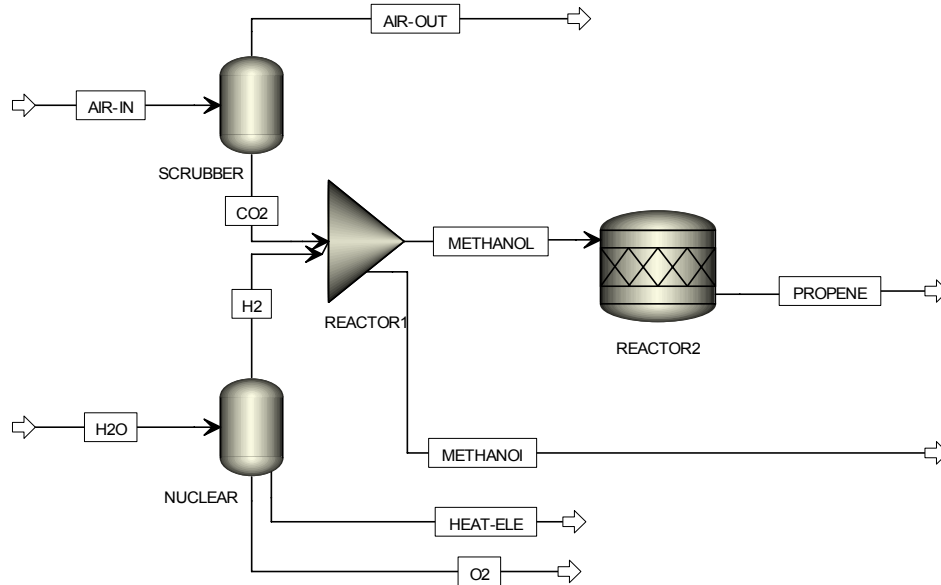 AIR-OUT
AIR-IN
SCRUBBER
CO2
METHANOL
H2
PROPENE
REACTOR1
REACTOR2
H2O
METHANOI
NUCLEAR
HEAT-ELE
O2